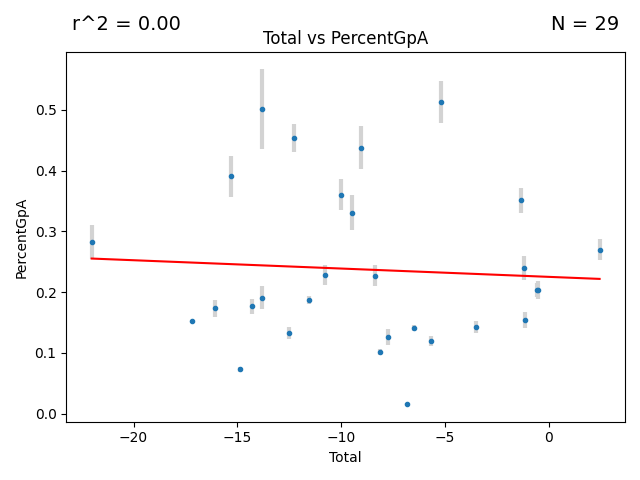 r^2 = 0.00
N = 29
Total vs PercentGpA
PercentGpA
0.5
0.4
0.3
0.2
0.1
0.0
−20
−15
−10
−5
0
Total